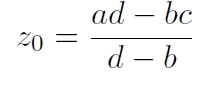 z_0 = \frac{ad - bc}{d - b}